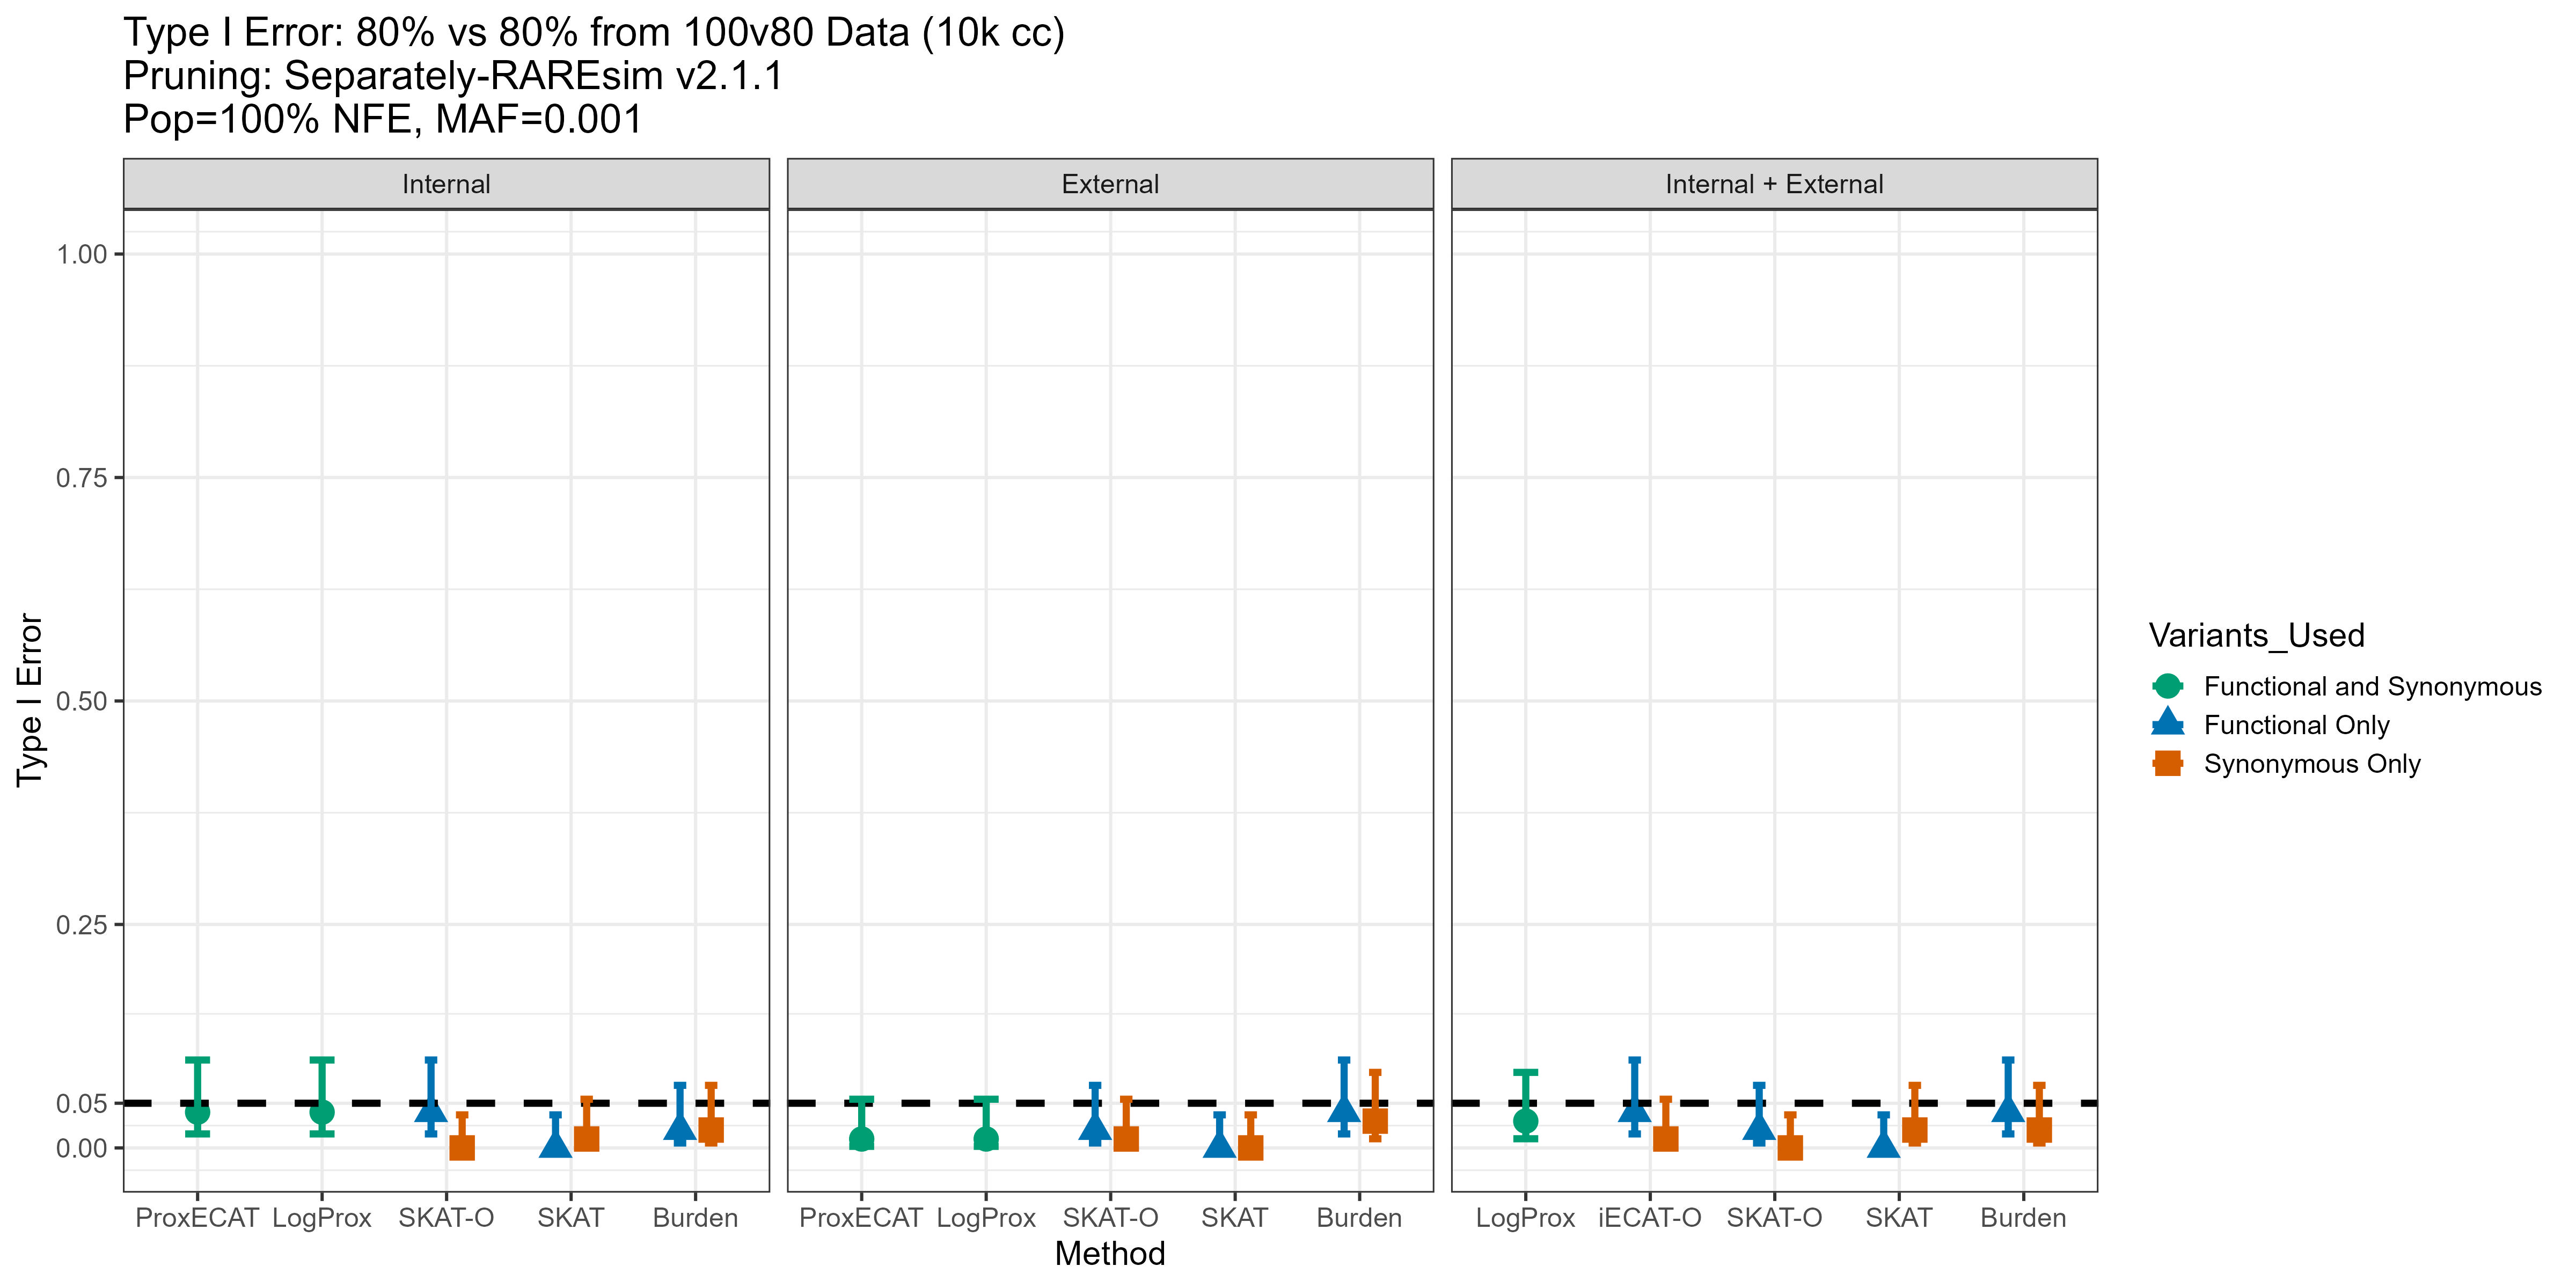 Type I Error: 80% vs 80% from 100v80 Data (10k cc)
Pruning: Separately-RAREsim v2.1.1
Pop=100% NFE, MAF=0.001
Internal
External
Internal + External
Type I Error
1.00
0.75
0.50
0.25
0.05
0.00
ProxECAT LogProx SKAT-O SKAT Burden
ProxECAT LogProx SKAT-O SKAT Burden
LogProx iECAT-O SKAT-O SKAT Burden
Method
Variants_Used
Functional and Synonymous
Functional Only
Synonymous Only